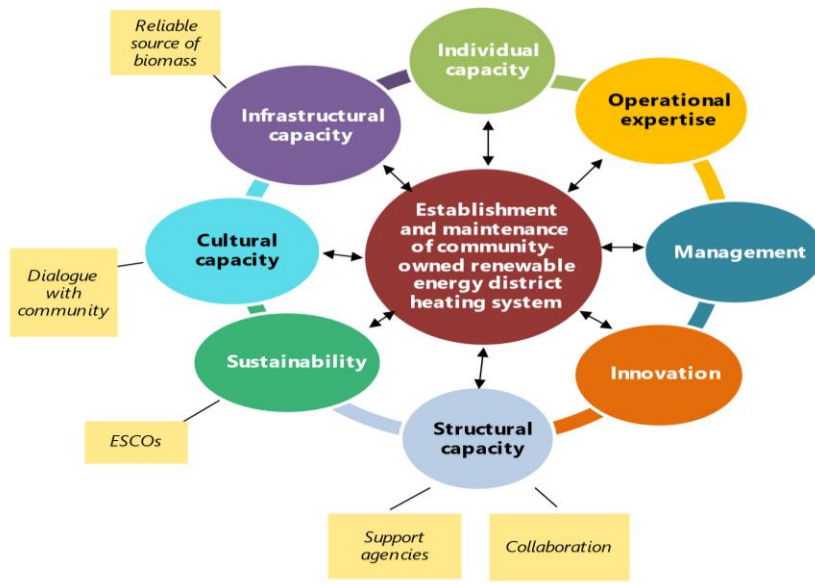 Reliable
source of
biomass
Individual
capacity
Operational
expertise
Infrastructural
capacity
Establishment
and maintenance
of community-
owned renewable
energy district
heating system
Cultural
capacity
Management
Dialogue
with
community
Sustainability
Innovation
ESCOs
Structural
capacity
Support
agencies
Collaboration